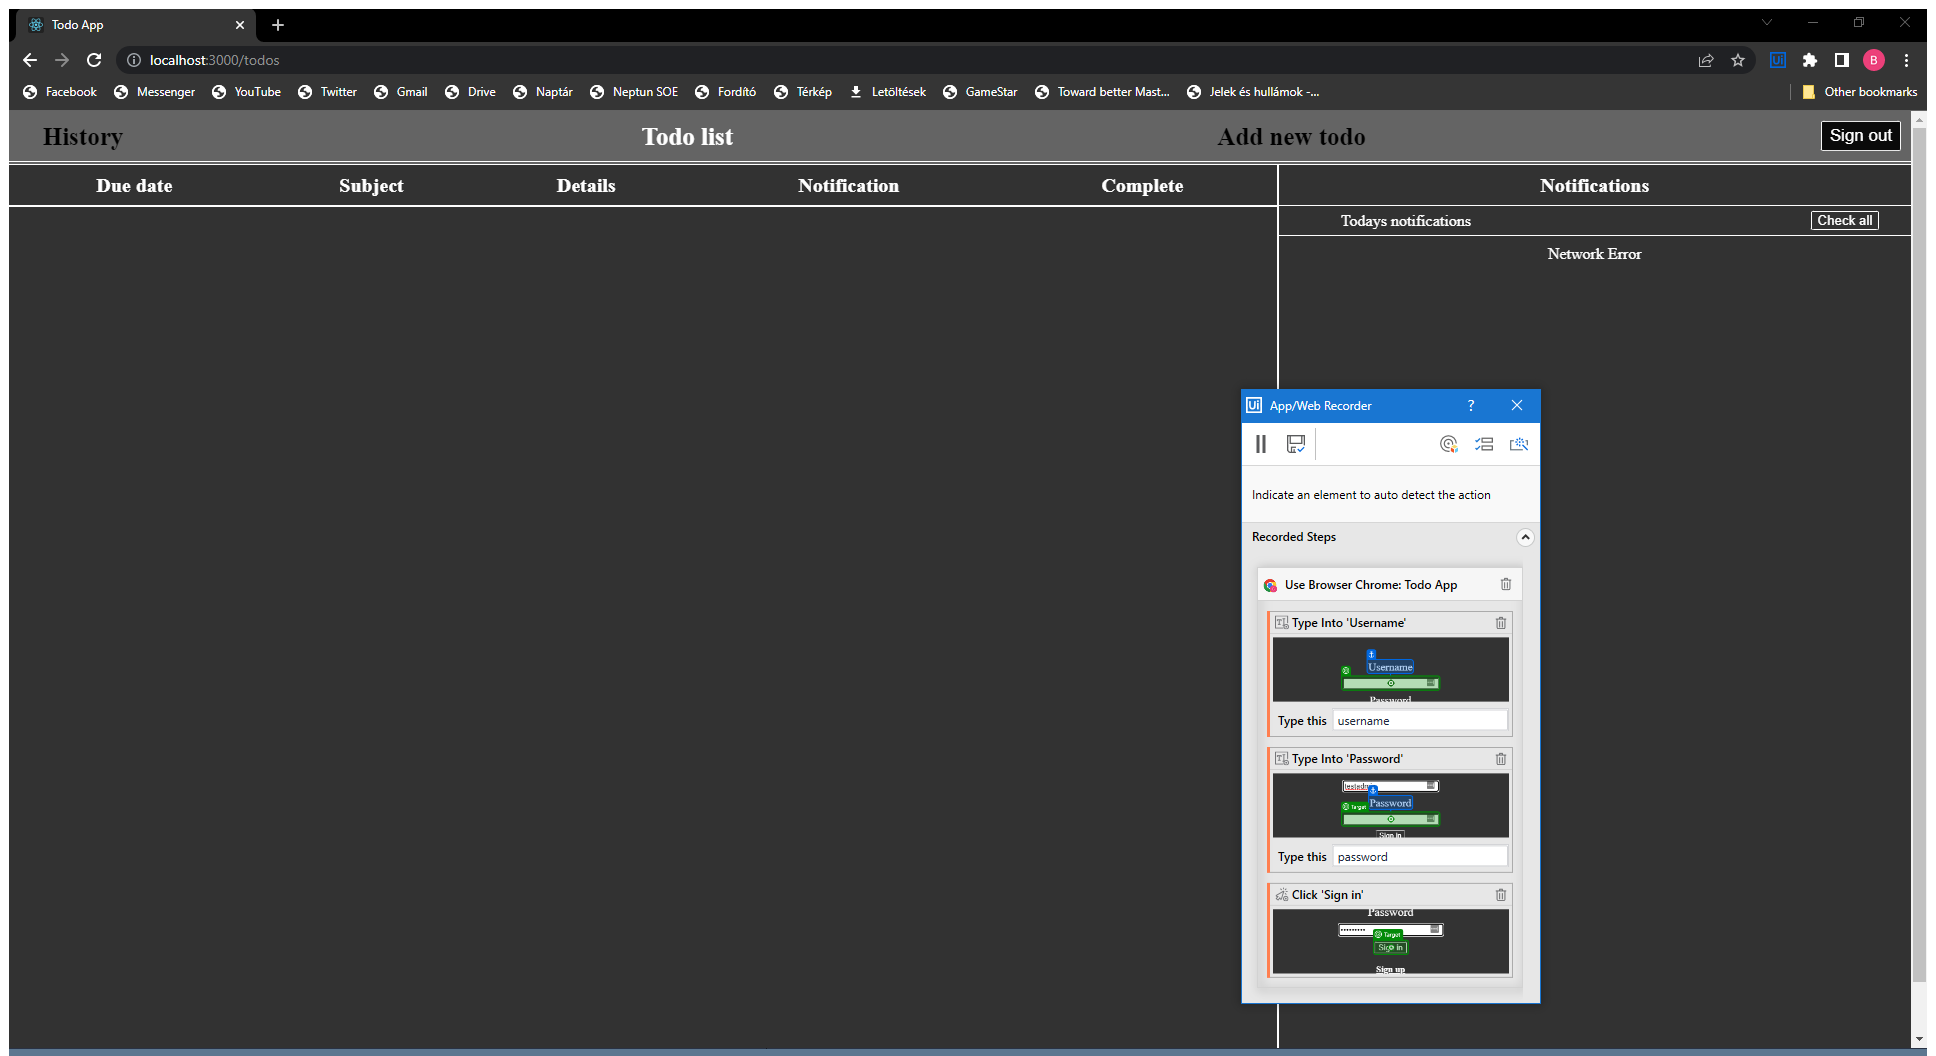 Todo App
localhost:3000/todos
B
Facebook Messenger YouTube Twitter Gmail Drive Naptár Neptun SOE Fordító Térkép Letöltések GameStar Toward better Mast... Jelek és hullámok -... Other bookmarks
History Todo list Add new todo Sign out
Due date Subject Details Notification Complete Notifications
Todays notifications Check all
Network Error
Ui App/Web Recorder ?
Indicate an element to auto detect the action
Recorded Steps
Use Browser Chrome: Todo App
Type Into 'Username'
Username
Password
Type this username
Type Into 'Password'
Target Password
Sign in
Type this password
Click 'Sign in'
Password
Target
Sign in
Sign up